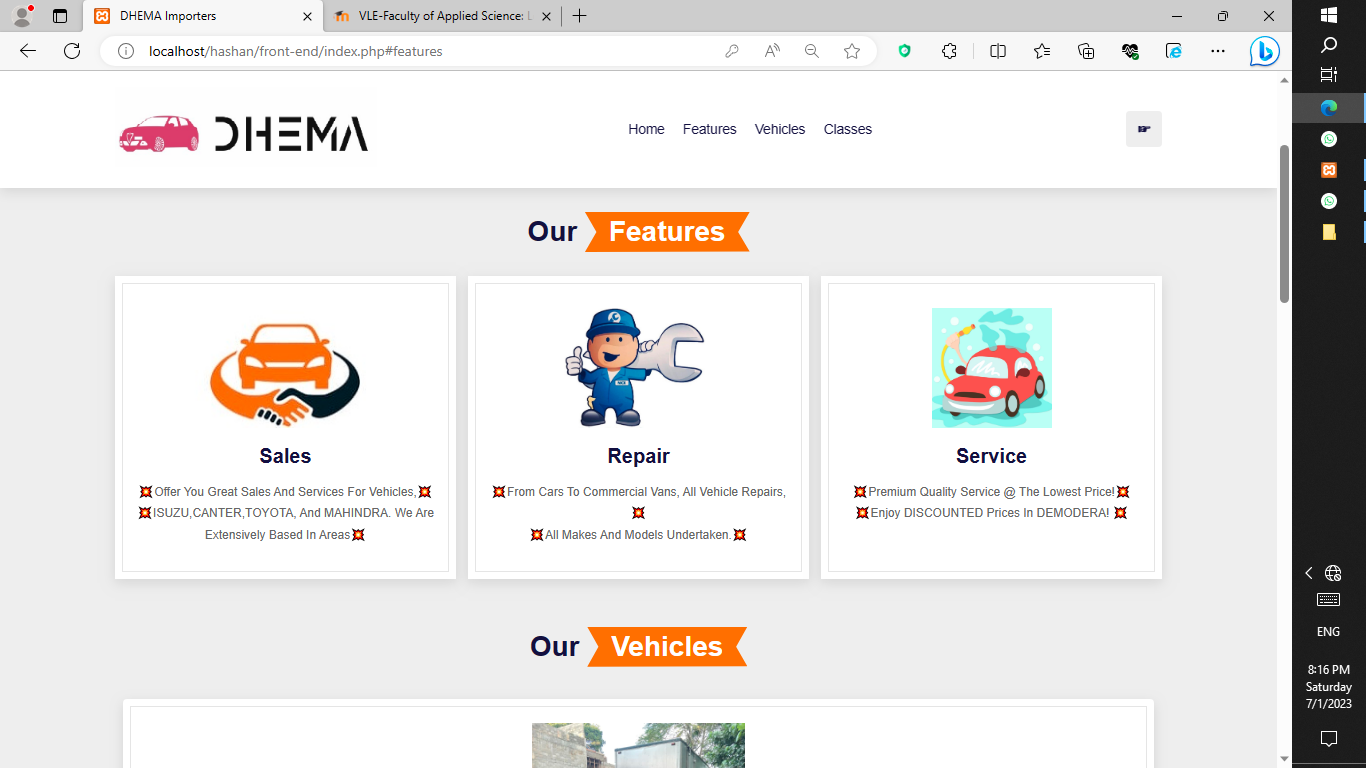 DHEMA Importers
VLE-Faculty of Applied Science: L
localhost/hashan/front-end/index.php#features
DHEMA
Home Features Vehicles Classes
Our Features
Sales
💥Offer You Great Sales And Services For Vehicles,💥
💥ISUZU,CANTER,TOYOTA, And MAHINDRA. We Are
Extensively Based In Areas💥
Repair
💥From Cars To Commercial Vans, All Vehicle Repairs,
💥
💥All Makes And Models Undertaken.💥
Service
💥Premium Quality Service @ The Lowest Price!💥
💥Enjoy DISCOUNTED Prices In DEMODERA! 💥
Our Vehicles
ENG
8:16 PM
Saturday
7/1/2023